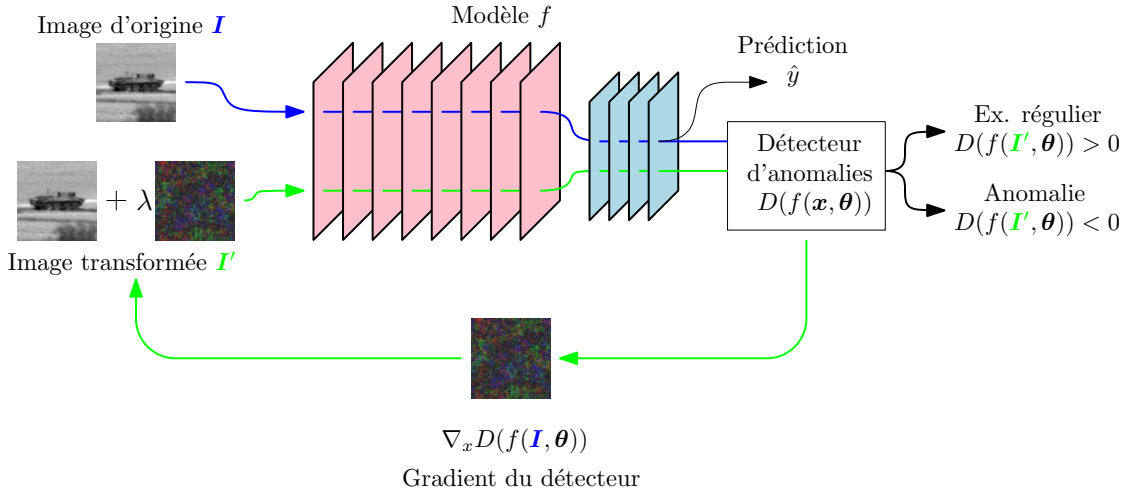 Image d'origine I
Modèle f
Prédiction
ŷ
Ex. régulier
D(f(I′, θ)) > 0
Détecteur
d'anomalies
D(f(x, θ))
Anomalie
D(f(I′, θ)) < 0
+ λ
Image transformée I′
∇ₓD(f(I, θ))
Gradient du détecteur